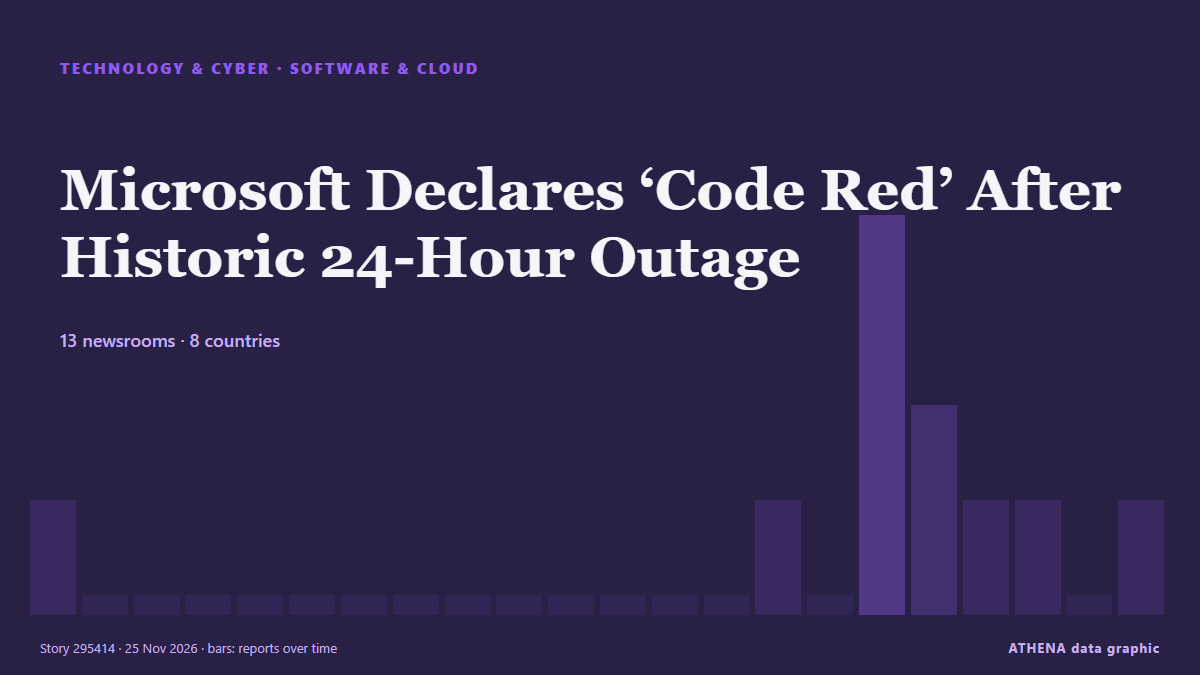 TECHNOLOGY & CYBER · SOFTWARE & CLOUD
Microsoft Declares ‘Code Red’ After
Historic 24-Hour Outage
13 newsrooms · 8 countries
Story 295414 · 25 Nov 2026 · bars: reports over time
ATHENA data graphic